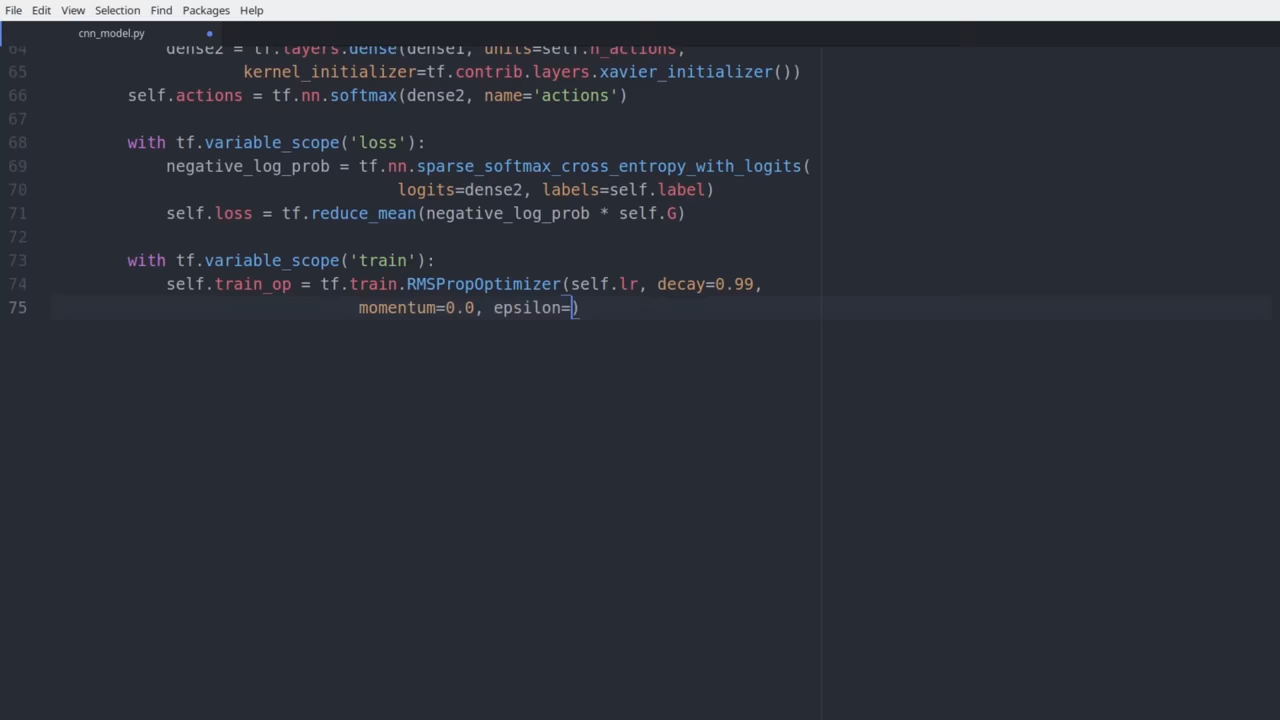 File Edit View Selection Find Packages Help
cnn_model.py
64 dense2 = tf.layers.dense(dense1, units=self.n_actions,
65 kernel_initializer=tf.contrib.layers.xavier_initializer())
66 self.actions = tf.nn.softmax(dense2, name='actions')
67
68 with tf.variable_scope('loss'):
69 negative_log_prob = tf.nn.sparse_softmax_cross_entropy_with_logits(
70 logits=dense2, labels=self.label)
71 self.loss = tf.reduce_mean(negative_log_prob * self.G)
72
73 with tf.variable_scope('train'):
74 self.train_op = tf.train.RMSPropOptimizer(self.lr, decay=0.99,
75 momentum=0.0, epsilon=)